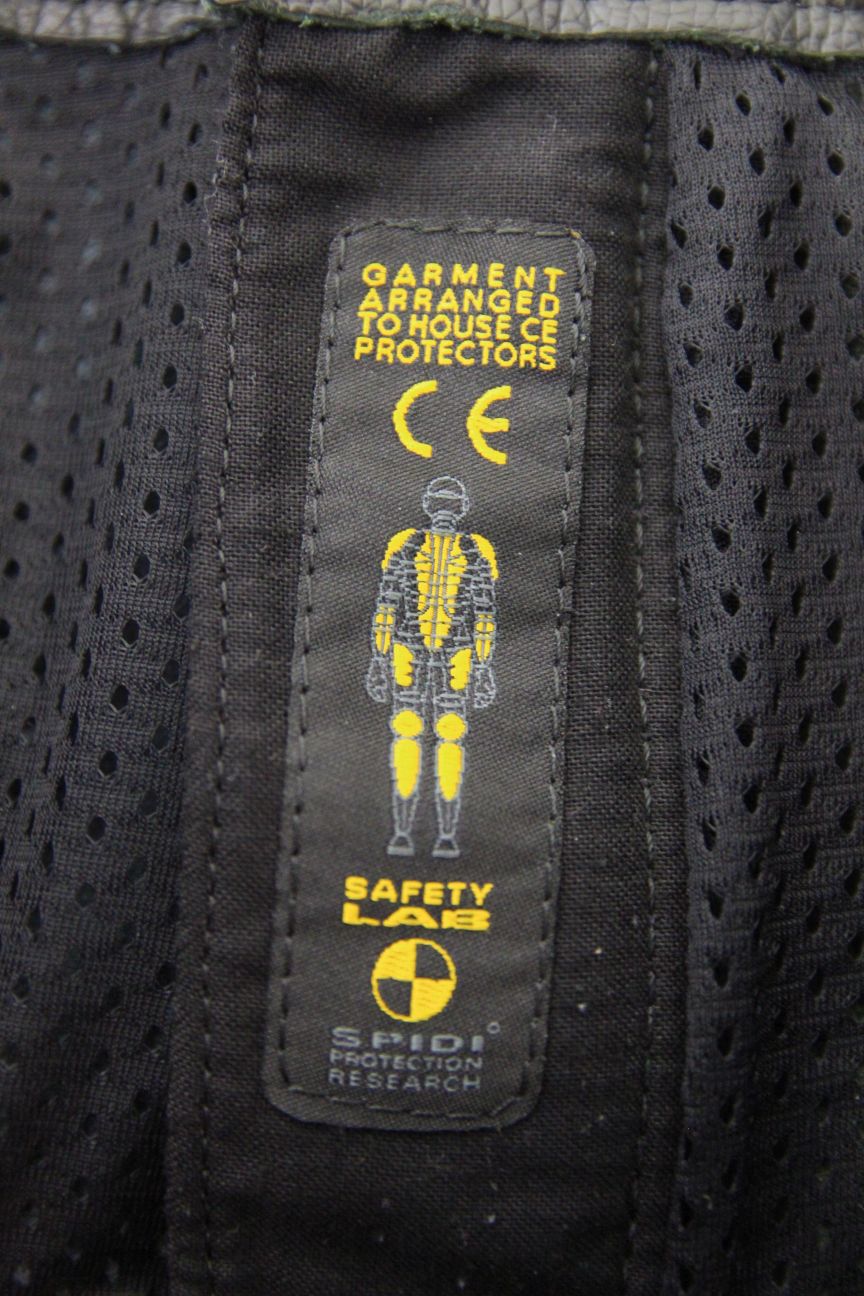 GARMENT
ARRANGED
TO HOUSE CE
PROTECTORS
CE
SAFETY
LAB
SPIDI°
PROTECTION
RESEARCH